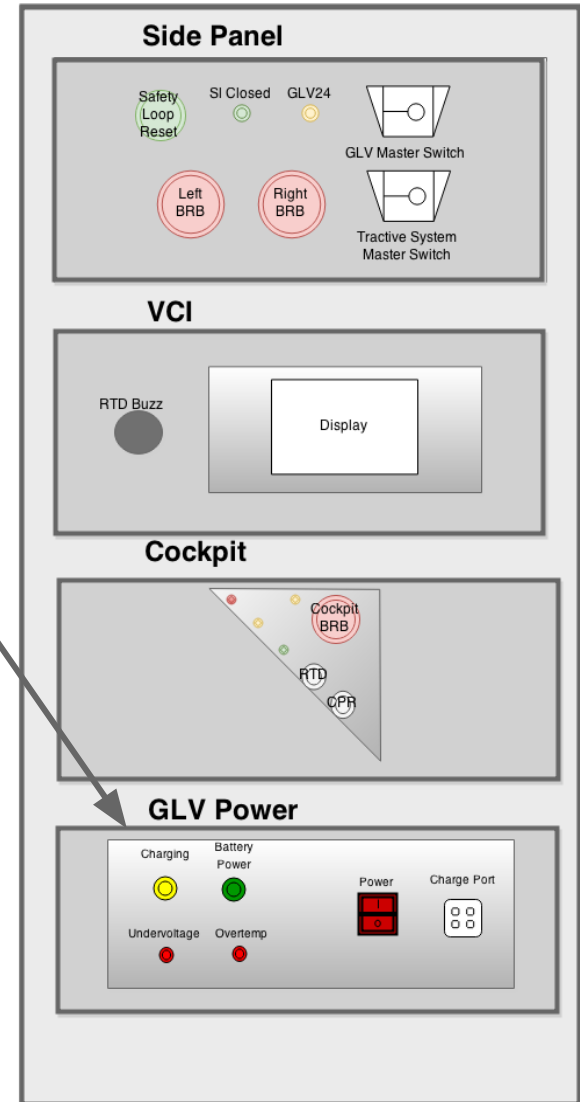 Side Panel
Safety
Loop
Reset
SI Closed
GLV24
GLV Master Switch
Left
BRB
Right
BRB
Tractive System
Master Switch
VCI
RTD Buzz
Display
Cockpit
Cockpit
BRB
RTD
CPR
GLV Power
Charging
Battery
Power
Power
Charge Port
I
O
Undervoltage
Overtemp